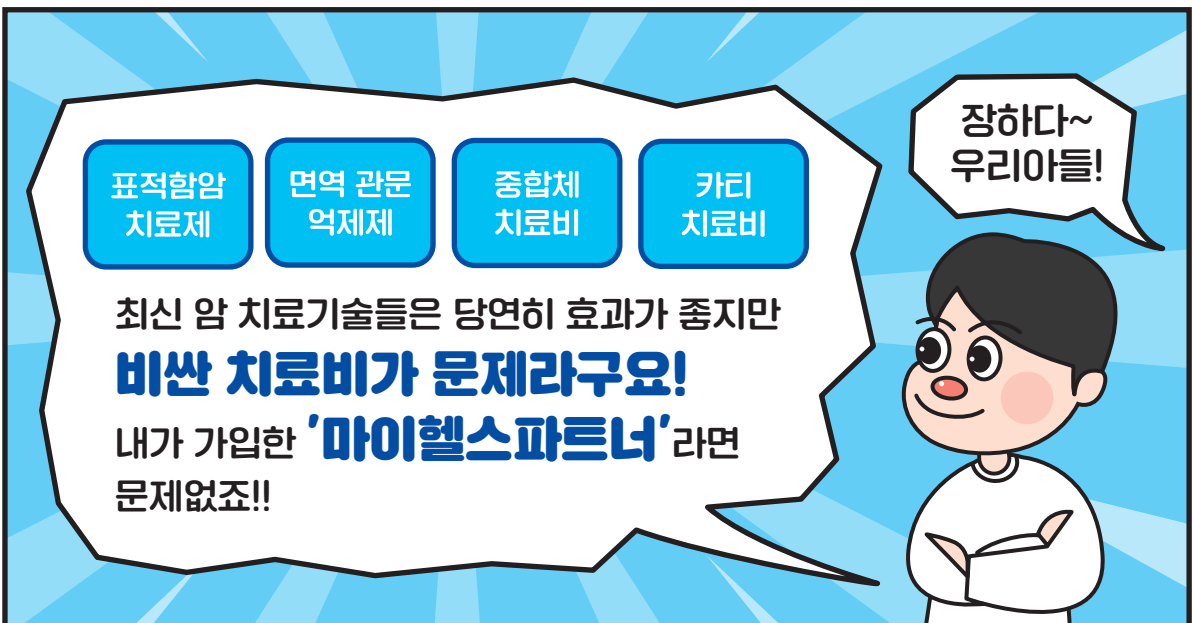 표적함암
치료제
면역 관문
억제제
중합체
치료비
카티
치료비
최신 암 치료기술들은 당연히 효과가 좋지만
비싼 치료비가 문제라구요!
내가 가입한 '마이헬스파트너'라면
문제없죠!!
장하다~
우리아들!